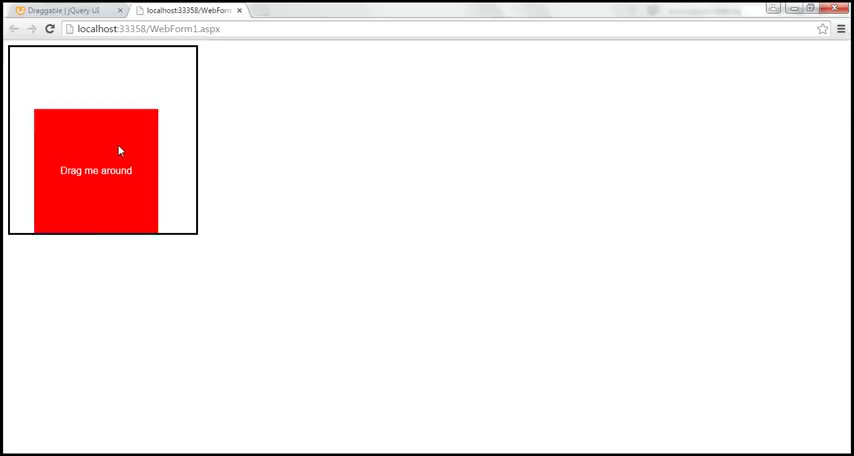 Draggable | jQuery UI
localhost:33358/WebForm
localhost:33358/WebForm1.aspx
Drag me around